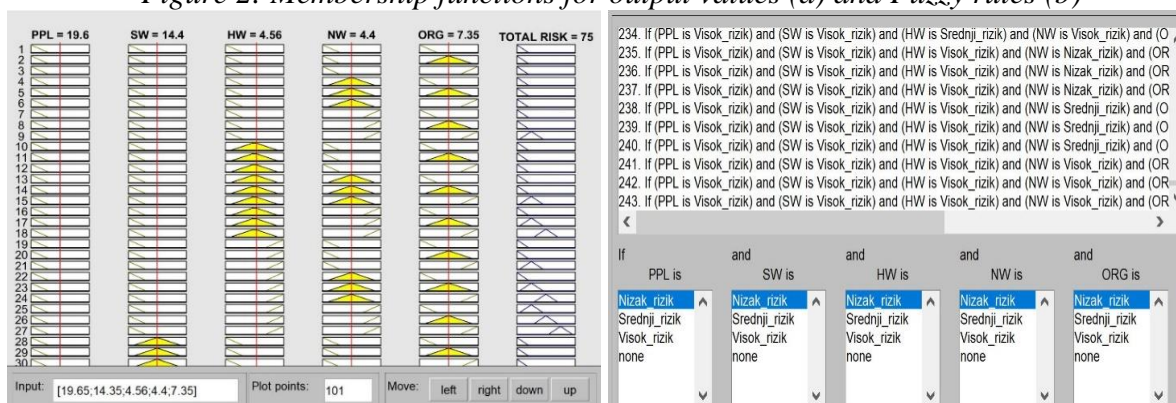 Figure 2. Membership functions for output values (a) and Fuzzy rules (b)
PPL = 19.6 SW = 14.4 HW = 4.56 NW = 4.4 ORG = 7.35 TOTAL RISK = 75
1
2
3
4
5
6
7
8
9
10
11
12
13
14
15
16
17
18
19
20
21
22
23
24
25
26
27
28
29
30
Input: [19.65;14.35;4.56;4.4;7.35] Plot points: 101 Move: left right down up
234. If (PPL is Visok_rizik) and (SW is Visok_rizik) and (HW is Srednji_rizik) and (NW is Visok_rizik) and (O
235. If (PPL is Visok_rizik) and (SW is Visok_rizik) and (HW is Visok_rizik) and (NW is Nizak_rizik) and (OR
236. If (PPL is Visok_rizik) and (SW is Visok_rizik) and (HW is Visok_rizik) and (NW is Nizak_rizik) and (OR
237. If (PPL is Visok_rizik) and (SW is Visok_rizik) and (HW is Visok_rizik) and (NW is Nizak_rizik) and (OR
238. If (PPL is Visok_rizik) and (SW is Visok_rizik) and (HW is Visok_rizik) and (NW is Srednji_rizik) and (O
239. If (PPL is Visok_rizik) and (SW is Visok_rizik) and (HW is Visok_rizik) and (NW is Srednji_rizik) and (O
240. If (PPL is Visok_rizik) and (SW is Visok_rizik) and (HW is Visok_rizik) and (NW is Srednji_rizik) and (O
241. If (PPL is Visok_rizik) and (SW is Visok_rizik) and (HW is Visok_rizik) and (NW is Visok_rizik) and (OR
242. If (PPL is Visok_rizik) and (SW is Visok_rizik) and (HW is Visok_rizik) and (NW is Visok_rizik) and (OR
243. If (PPL is Visok_rizik) and (SW is Visok_rizik) and (HW is Visok_rizik) and (NW is Visok_rizik) and (OR
If and and and and
PPL is SW is HW is NW is ORG is
Nizak_rizik Nizak_rizik Nizak_rizik Nizak_rizik Nizak_rizik
Srednji_rizik Srednji_rizik Srednji_rizik Srednji_rizik Srednji_rizik
Visok_rizik Visok_rizik Visok_rizik Visok_rizik Visok_rizik
none none none none none